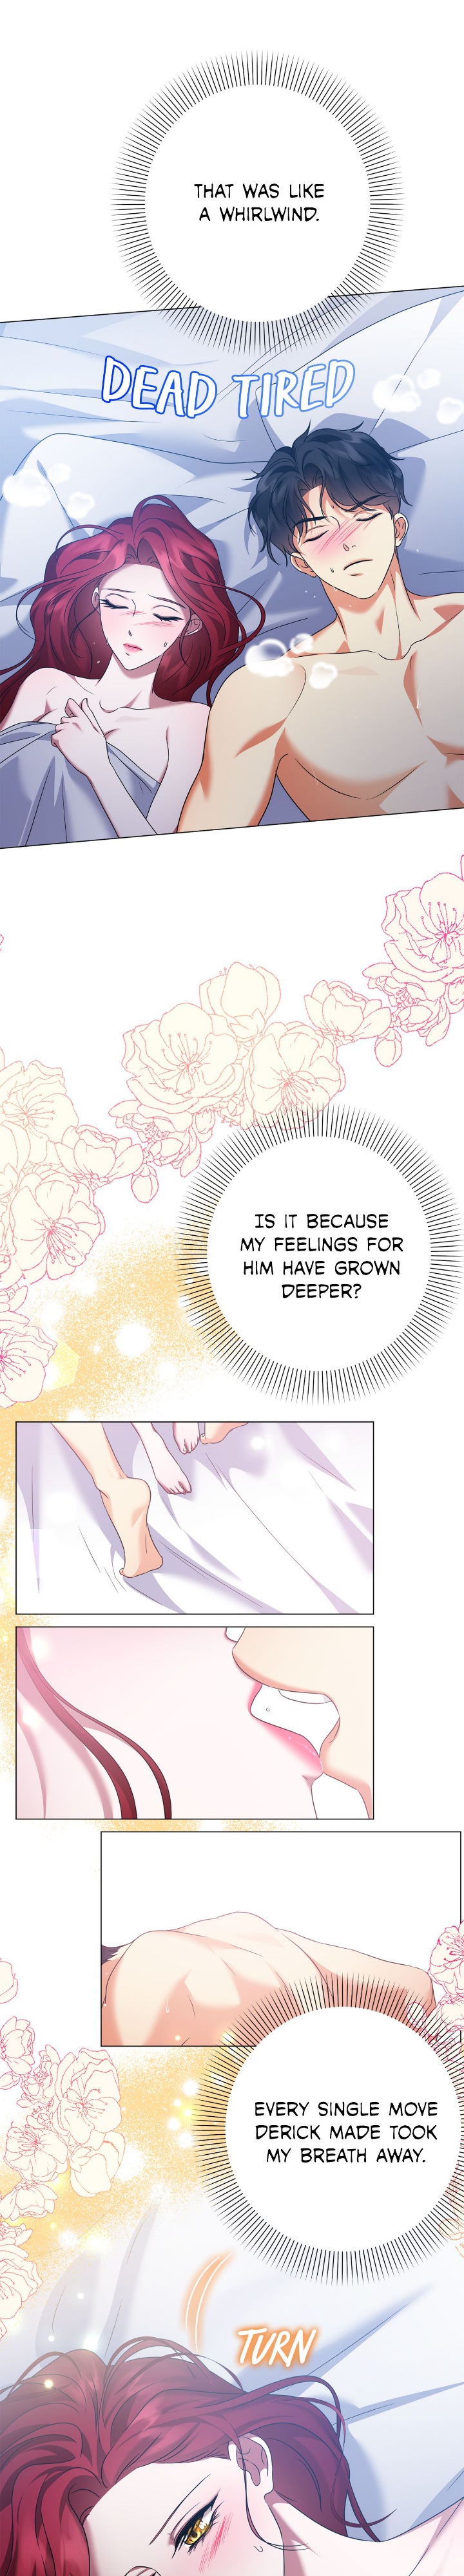 THAT WAS LIKE
A WHIRLWIND.
DEAD TIRED
IS IT BECAUSE
MY FEELINGS FOR
HIM HAVE GROWN
DEEPER?
EVERY SINGLE MOVE
DERICK MADE TOOK
MY BREATH AWAY.
TURN